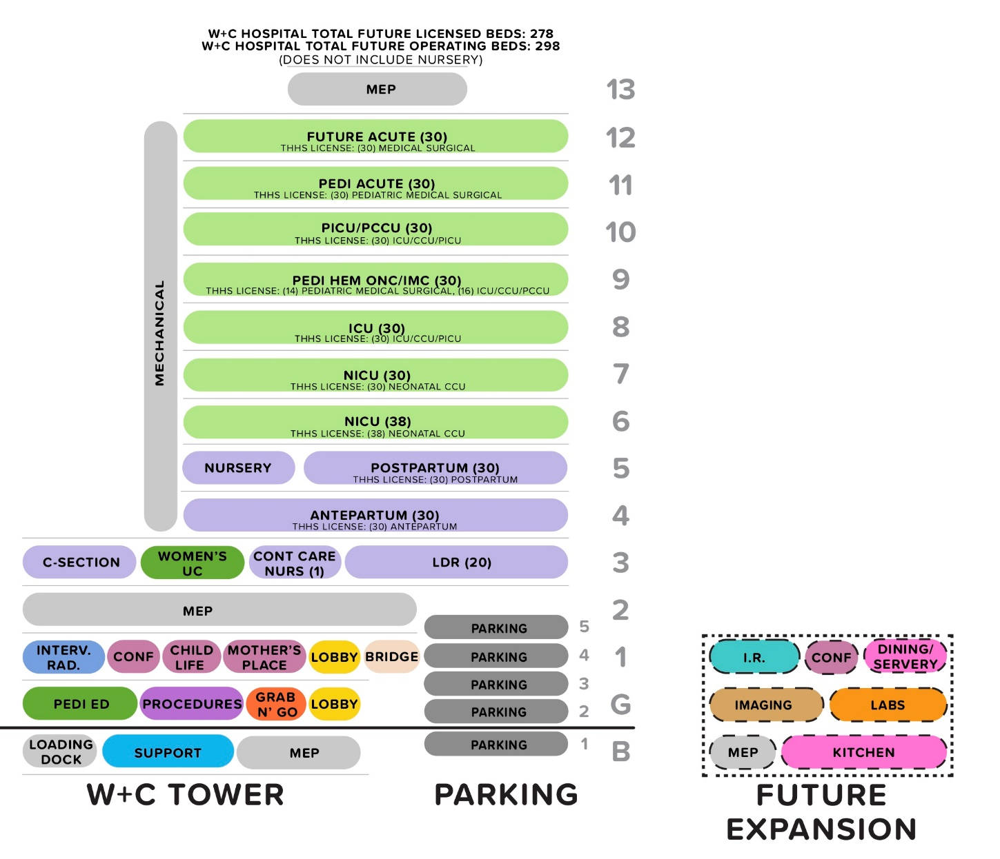 W+C HOSPITAL TOTAL FUTURE LICENSED BEDS: 278
W+C HOSPITAL TOTAL FUTURE OPERATING BEDS: 298
(DOES NOT INCLUDE NURSERY)
MEP
13
FUTURE ACUTE (30)
THHS LICENSE: (30) MEDICAL SURGICAL
12
PEDI ACUTE (30)
THHS LICENSE: (30) PEDIATRIC MEDICAL SURGICAL
11
PICU/PCCU (30)
THHS LICENSE: (30) ICU/CCU/PICU
10
PEDI HEM ONC/IMC (30)
THHS LICENSE: (14) PEDIATRIC MEDICAL SURGICAL, (16) ICU/CCU/PCCU
9
MECHANICAL
ICU (30)
THHS LICENSE: (30) ICU/CCU/PICU
8
NICU (30)
THHS LICENSE: (30) NEONATAL CCU
7
NICU (38)
THHS LICENSE: (38) NEONATAL CCU
6
NURSERY
POSTPARTUM (30)
THHS LICENSE: (30) POSTPARTUM
5
ANTEPARTUM (30)
THHS LICENSE: (30) ANTEPARTUM
4
C-SECTION
WOMEN'S
UC
CONT CARE
NURS (1)
LDR (20)
3
MEP
2
PARKING
5
INTERV.
RAD.
CONF
CHILD
LIFE
MOTHER'S
PLACE
LOBBY
BRIDGE
PARKING
4
1
PARKING
3
PEDI ED
PROCEDURES
GRAB
N' GO
LOBBY
PARKING
2
G
LOADING
DOCK
SUPPORT
MEP
PARKING
1
B
W+C TOWER
PARKING
I.R.
CONF
DINING/
SERVERY
IMAGING
LABS
MEP
KITCHEN
FUTURE
EXPANSION